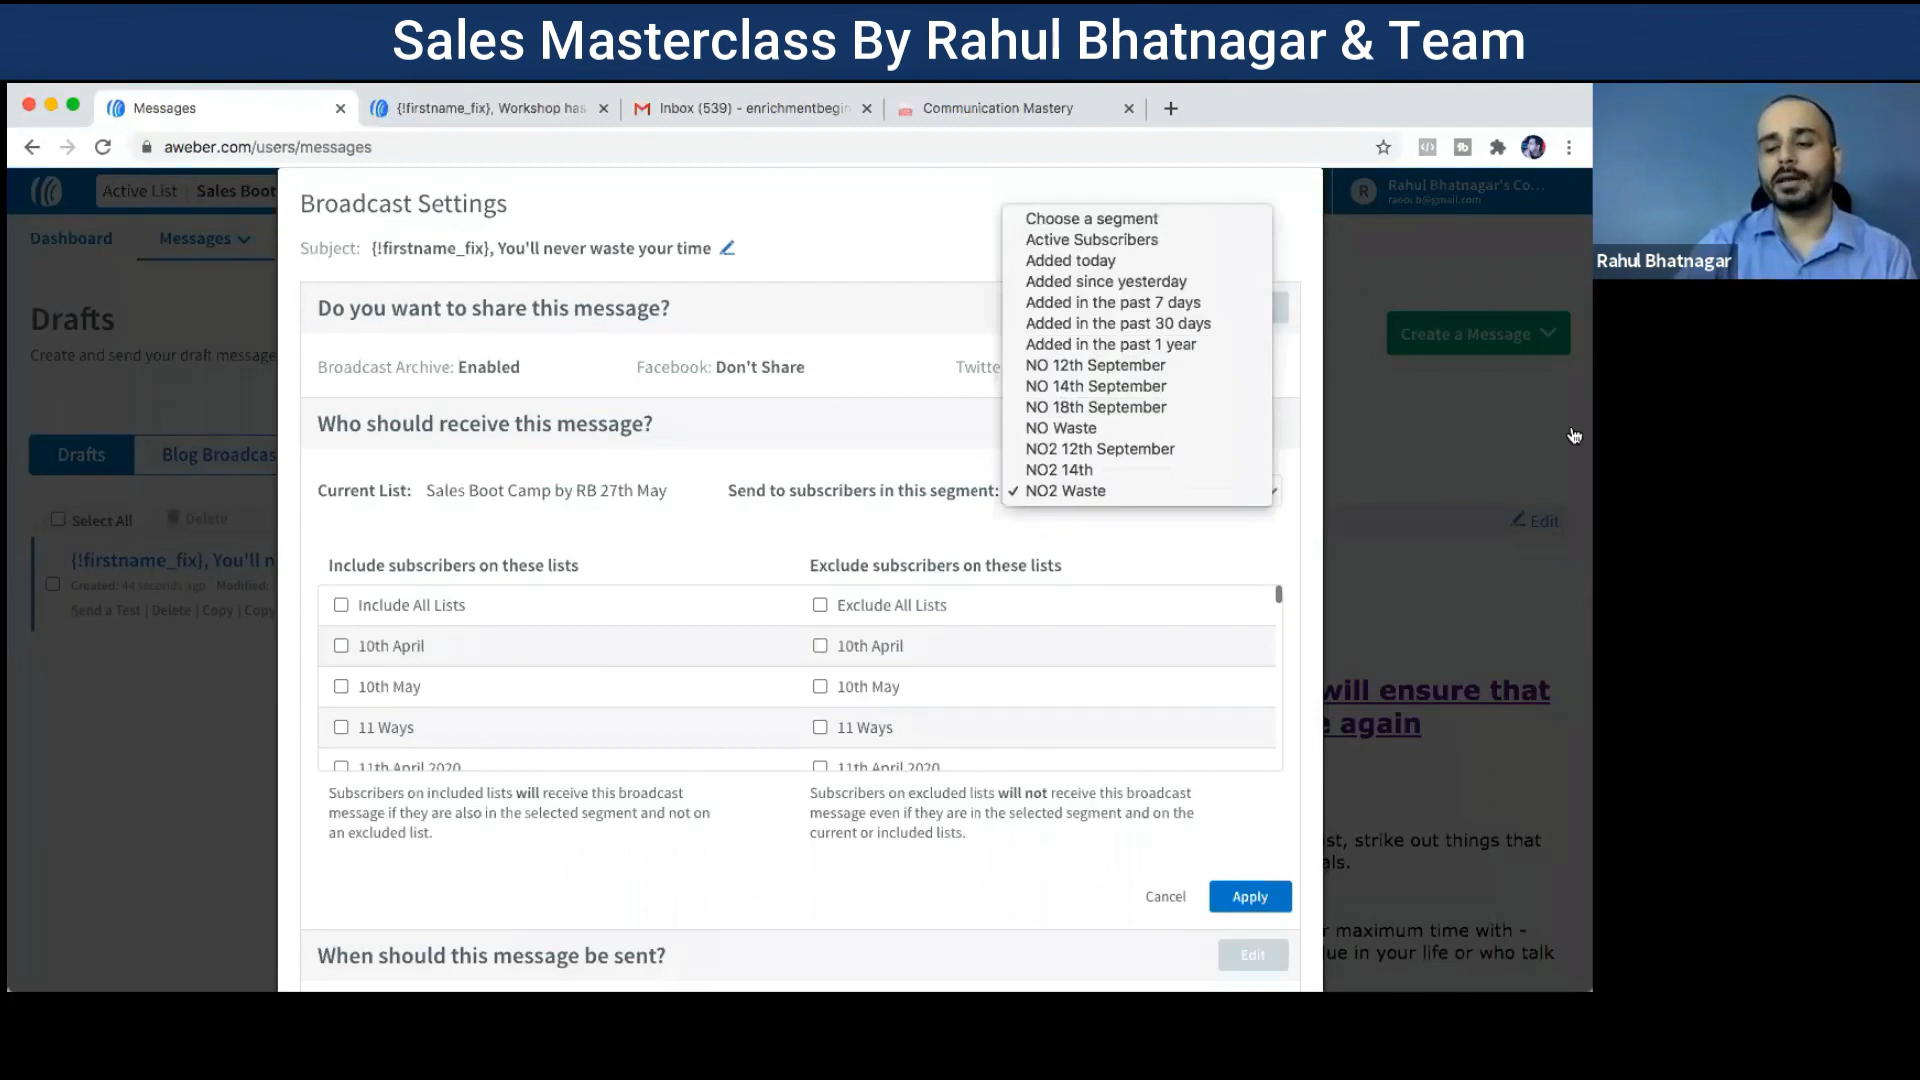 Sales Masterclass By Rahul Bhatnagar & Team
Messages
{!firstname_fix}, Workshop has
Inbox (539) - enrichmentbegin
Communication Mastery
aweber.com/users/messages
Active List
Sales Boot
R
Rahul Bhatnagar's Co...
Dashboard
Messages
Drafts
Create and send your draft message
Create a Message
Drafts
Blog Broadcas
Select All
Delete
Edit
{!firstname_fix}, You'll n
Created: 44 seconds ago Modified:
Send a Test | Delete | Copy | Copy
Broadcast Settings
Subject: {!firstname_fix}, You'll never waste your time
Do you want to share this message?
Broadcast Archive: Enabled
Facebook: Don't Share
Twitte
Who should receive this message?
Current List: Sales Boot Camp by RB 27th May
Send to subscribers in this segment:
Choose a segment
Active Subscribers
Added today
Added since yesterday
Added in the past 7 days
Added in the past 30 days
Added in the past 1 year
NO 12th September
NO 14th September
NO 18th September
NO Waste
NO2 12th September
NO2 14th
✓ NO2 Waste
Include subscribers on these lists
Exclude subscribers on these lists
Include All Lists
Exclude All Lists
10th April
10th April
10th May
10th May
11 Ways
11 Ways
11th April 2020
11th April 2020
Subscribers on included lists will receive this broadcast
message if they are also in the selected segment and not on
an excluded list.
Subscribers on excluded lists will not receive this broadcast
message even if they are in the selected segment and on the
current or included lists.
Cancel
Apply
When should this message be sent?
Edit
will ensure that
again
st, strike out things that
als.
r maximum time with -
ue in your life or who talk
Rahul Bhatnagar